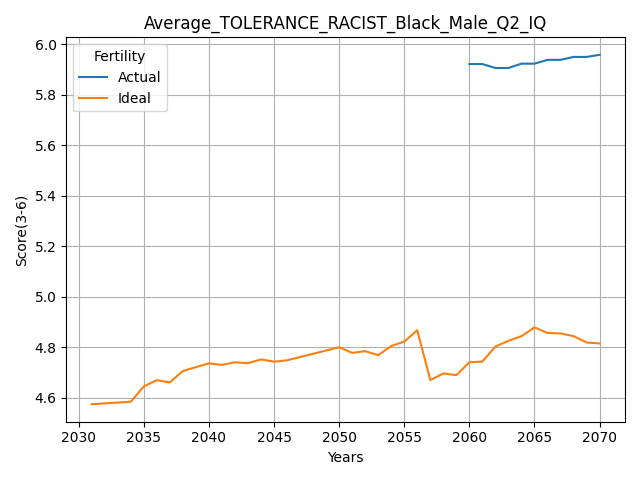 Average_TOLERANCE_RACIST_Black_Male_Q2_IQ
Fertility
Actual
Ideal
Score(3-6)
6.0
5.8
5.6
5.4
5.2
5.0
4.8
4.6
2030 2035 2040 2045 2050 2055 2060 2065 2070
Years